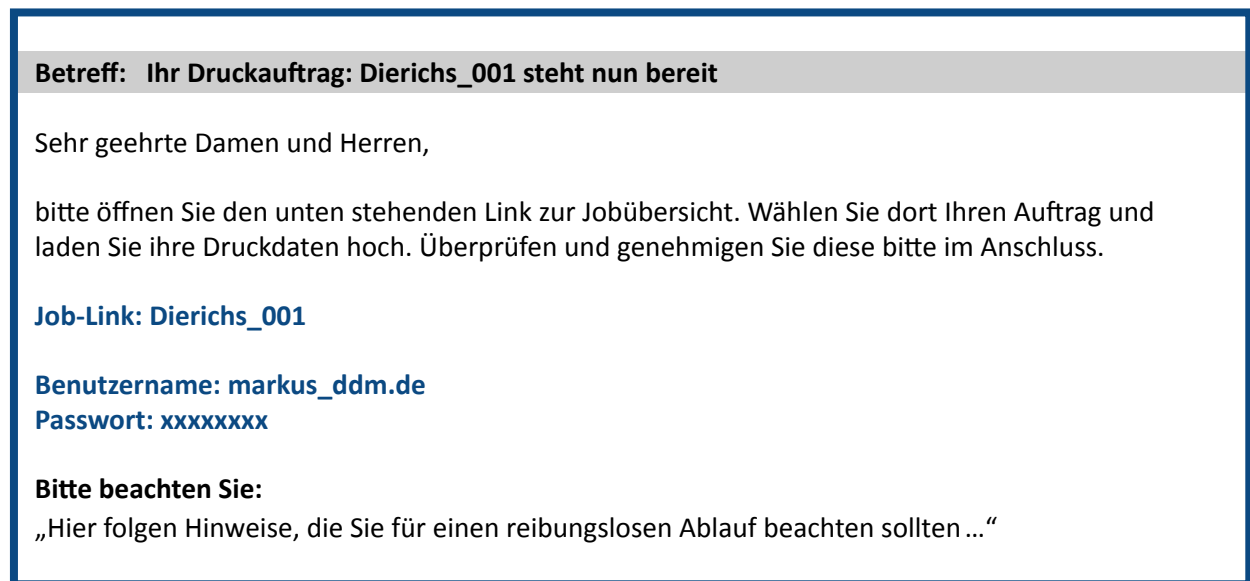 Betreff: Ihr Druckauftrag: Dierichs_001 steht nun bereit
Sehr geehrte Damen und Herren,
bitte öffnen Sie den unten stehenden Link zur Jobübersicht. Wählen Sie dort Ihren Auftrag und
laden Sie ihre Druckdaten hoch. Überprüfen und genehmigen Sie diese bitte im Anschluss.
Job-Link: Dierichs_001
Benutzername: markus_ddm.de
Passwort: xxxxxxxx
Bitte beachten Sie:
„Hier folgen Hinweise, die Sie für einen reibungslosen Ablauf beachten sollten …“